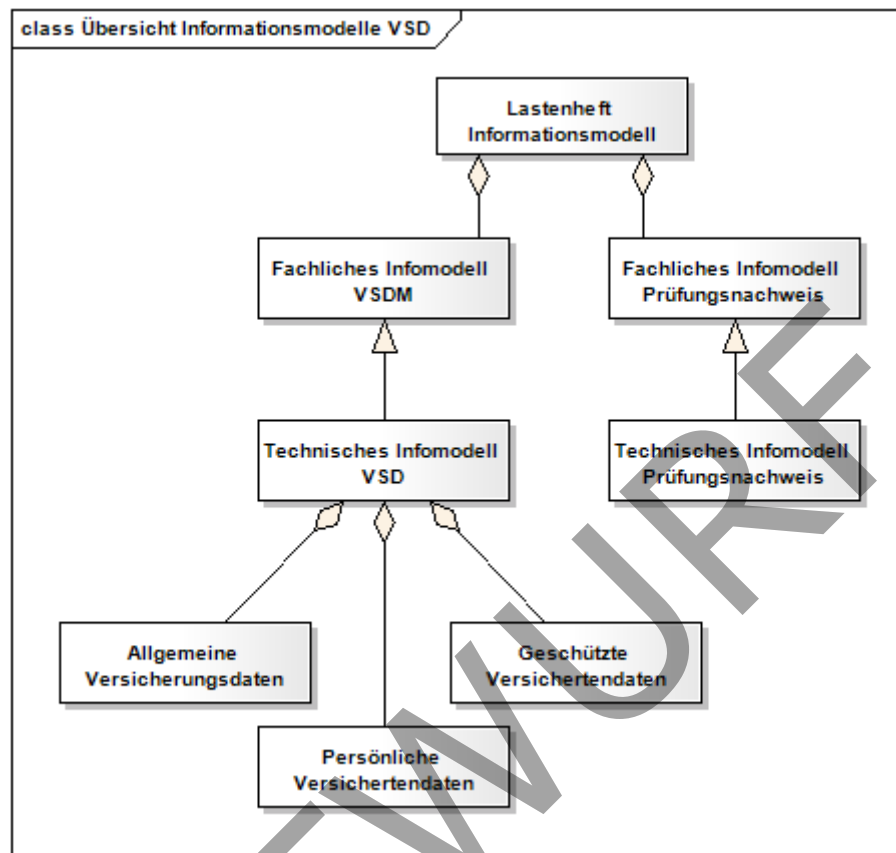 class Übersicht Informationsmodelle VSD
Lastenheft
Informationsmodell
Fachliches Infomodell
VSDM
Fachliches Infomodell
Prüfungsnachweis
Technisches Infomodell
VSD
Technisches Infomodell
Prüfungsnachweis
Allgemeine
Versicherungsdaten
Geschützte
Versichertendaten
Persönliche
Versichertendaten
TWURF